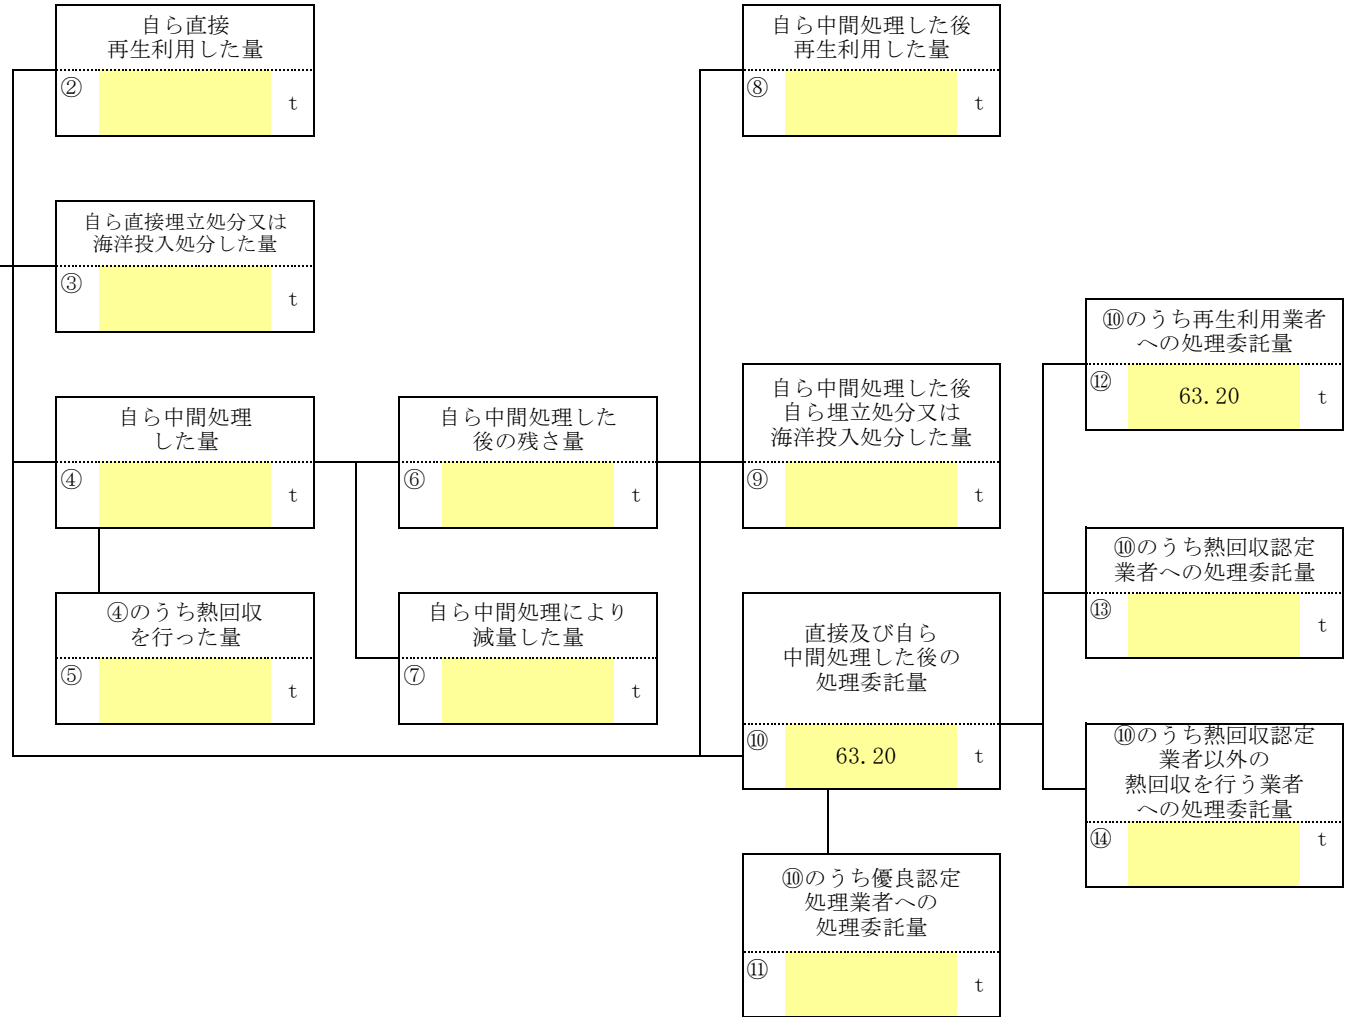 自ら直接
再生利用した量
②
t
自ら中間処理した後
再生利用した量
⑧
t
自ら直接埋立処分又は
海洋投入処分した量
③
t
⑩のうち再生利用業者
への処理委託量
⑫
63.20
t
自ら中間処理
した量
④
t
自ら中間処理した
後の残さ量
⑥
t
自ら中間処理した後
自ら埋立処分又は
海洋投入処分した量
⑨
t
⑩のうち熱回収認定
業者への処理委託量
⑬
t
④のうち熱回収
を行った量
⑤
t
自ら中間処理により
減量した量
⑦
t
直接及び自ら
中間処理した後の
処理委託量
⑩
63.20
t
⑩のうち熱回収認定
業者以外の
熱回収を行う業者
への処理委託量
⑭
t
⑩のうち優良認定
処理業者への
処理委託量
⑪
t